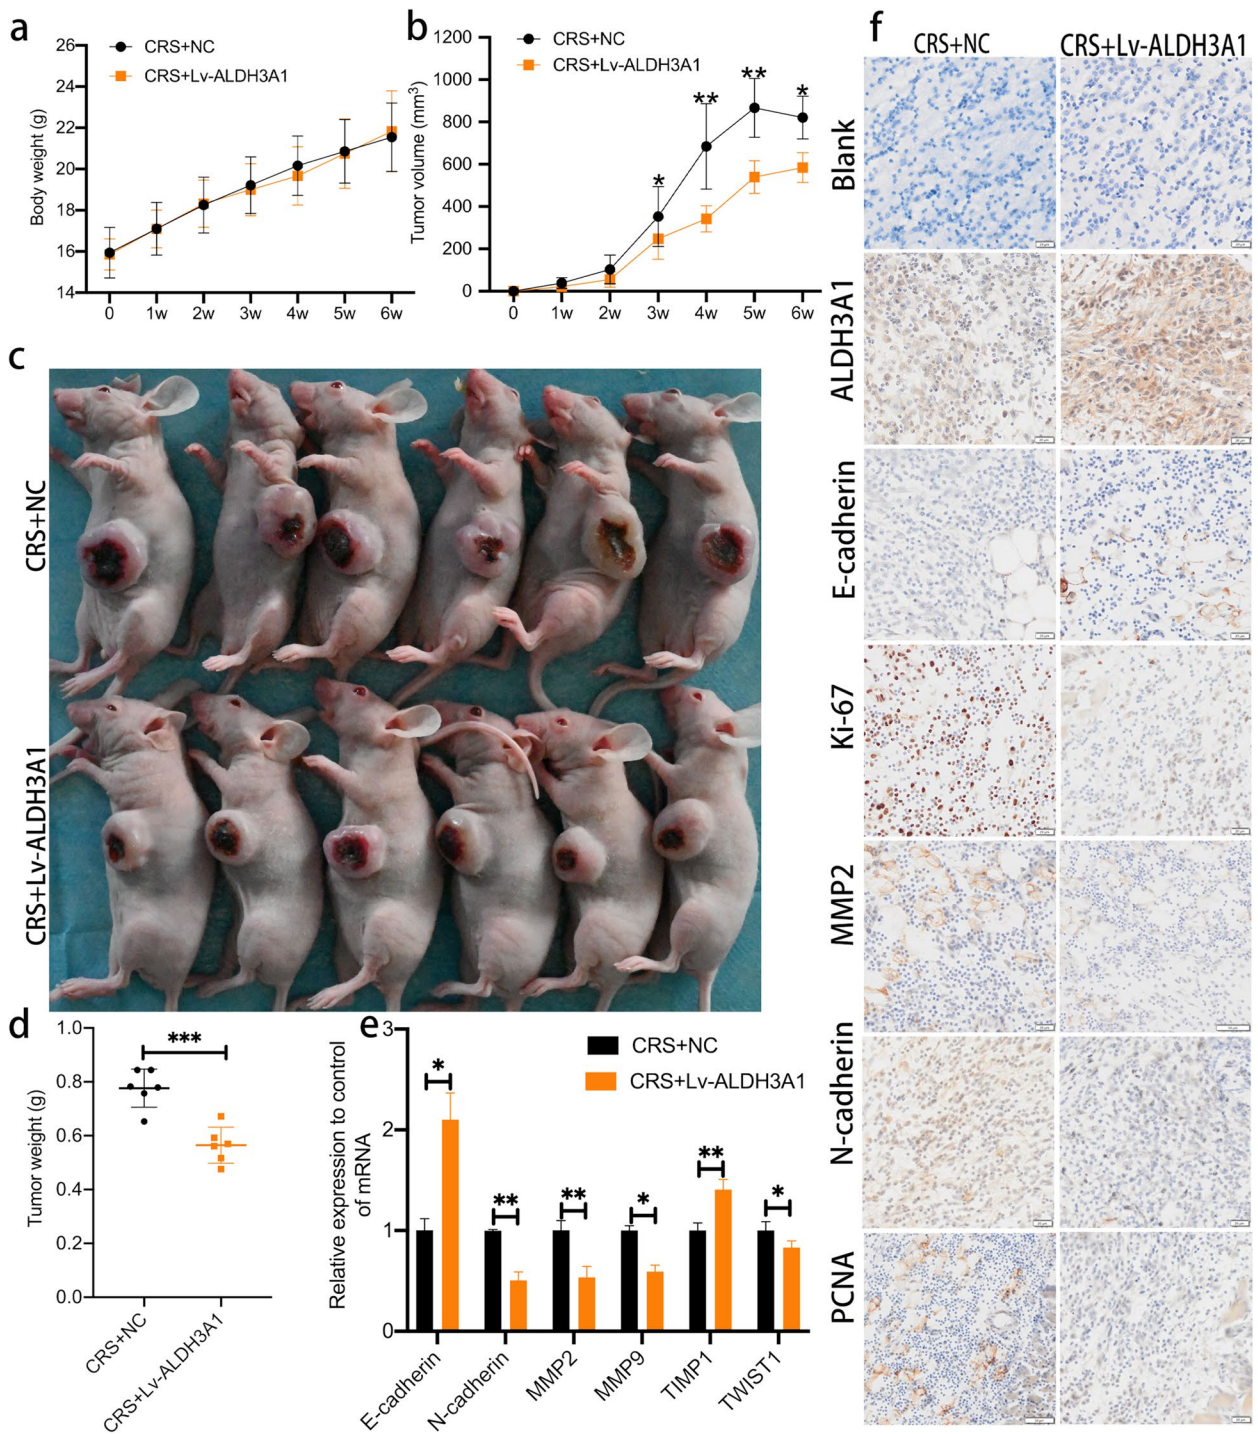 a
26
24
22
20
18
16
14
Body weight (g)
CRS+NC
CRS+Lv-ALDH3A1
0 1w 2w 3w 4w 5w 6w
b
1200
1000
800
600
400
200
0
Tumor volume (mm³)
CRS+NC
CRS+Lv-ALDH3A1
*
**
**
*
0 1w 2w 3w 4w 5w 6w
c
CRS+NC
CRS+Lv-ALDH3A1
d
1.0
0.8
0.6
0.4
0.2
0.0
Tumor weight (g)
***
CRS+NC
CRS+Lv-ALDH3A1
e
3
2
1
0
Relative expression to control
of mRNA
CRS+NC
CRS+Lv-ALDH3A1
*
**
**
*
**
*
E-cadherin
N-cadherin
MMP2
MMP9
TIMP1
TWIST1
f
CRS+NC CRS+Lv-ALDH3A1
Blank
ALDH3A1
E-cadherin
Ki-67
MMP2
N-cadherin
PCNA